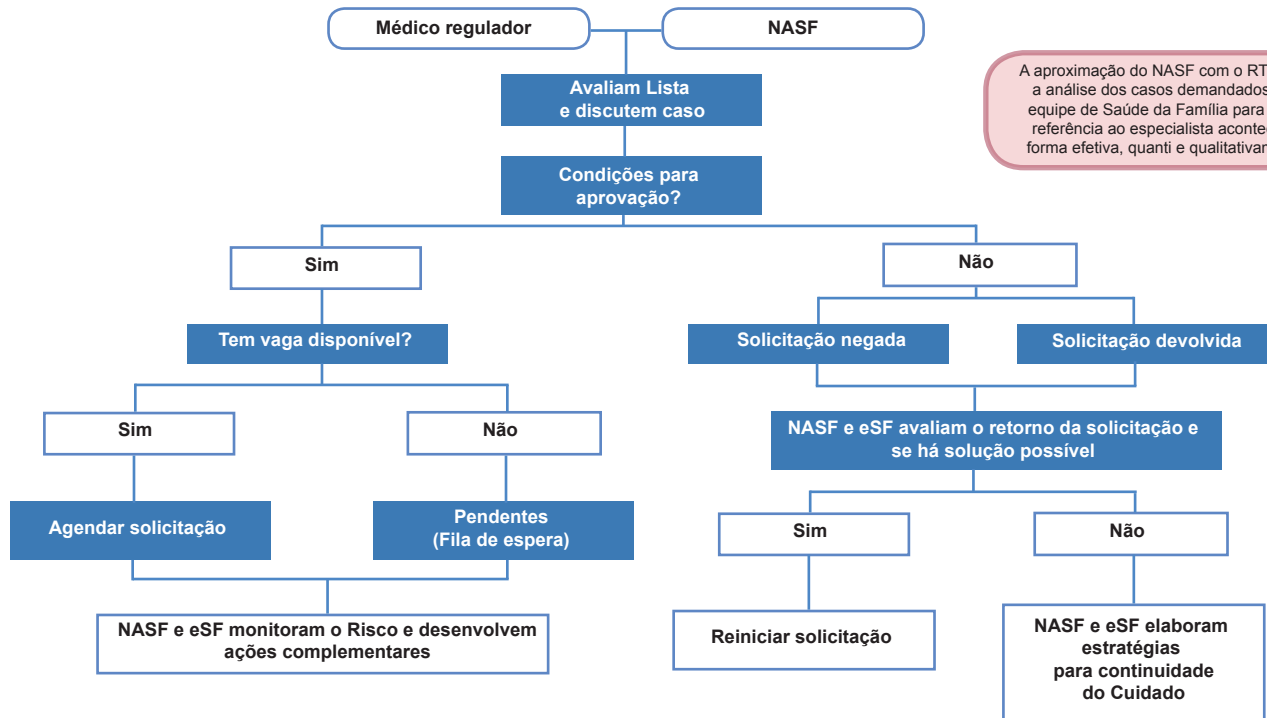 Médico regulador
NASF
Avaliam Lista
e discutem caso
A aproximação do NASF com o RT
a análise dos casos demandados
equipe de Saúde da Família para
referência ao especialista
forma efetiva, quanti e
Condições para
aprovação?
Sim
Não
Tem vaga disponível?
Solicitação negada
Solicitação devolvida
Sim
Não
NASF e eSF avaliam o retorno da solicitação e
se há solução possível
Agendar solicitação
Pendentes
(Fila de espera)
Sim
Não
NASF e eSF monitoram o Risco e desenvolvem
ações complementares
Reiniciar solicitação
NASF e eSF elaboram
estratégias
para continuidade
do Cuidado